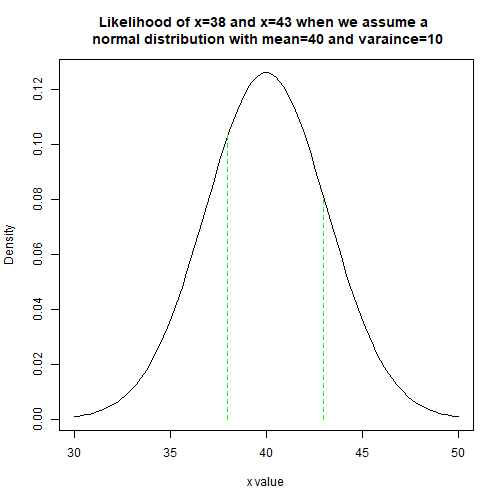 Likelihood of x=38 and x=43 when we assume a
normal distribution with mean=40 and varaince=10
Density
0.12
0.10
0.08
0.06
0.04
0.02
0.00
30 35 40 45 50
x value